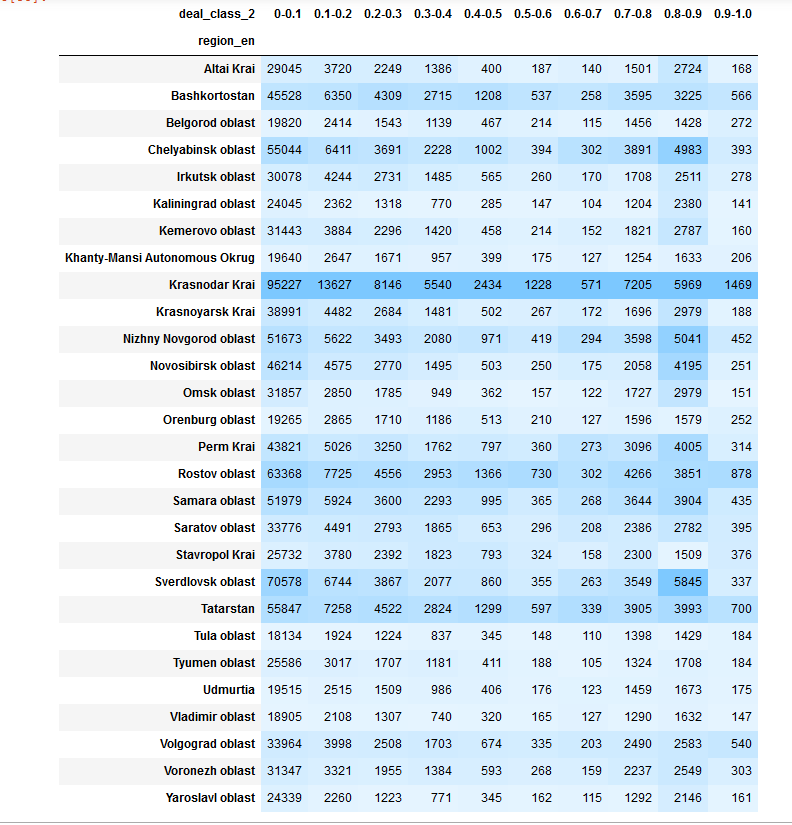 deal_class_2 0-0.1 0.1-0.2 0.2-0.3 0.3-0.4 0.4-0.5 0.5-0.6 0.6-0.7 0.7-0.8 0.8-0.9 0.9-1.0
region_en
Altai Krai 29045 3720 2249 1386 400 187 140 1501 2724 168
Bashkortostan 45528 6350 4309 2715 1208 537 258 3595 3225 566
Belgorod oblast 19820 2414 1543 1139 467 214 115 1456 1428 272
Chelyabinsk oblast 55044 6411 3691 2228 1002 394 302 3891 4983 393
Irkutsk oblast 30078 4244 2731 1485 565 260 170 1708 2511 278
Kaliningrad oblast 24045 2362 1318 770 285 147 104 1204 2380 141
Kemerovo oblast 31443 3884 2296 1420 458 214 152 1821 2787 160
Khanty-Mansi Autonomous Okrug 19640 2647 1671 957 399 175 127 1254 1633 206
Krasnodar Krai 95227 13627 8146 5540 2434 1228 571 7205 5969 1469
Krasnoyarsk Krai 38991 4482 2684 1481 502 267 172 1696 2979 188
Nizhny Novgorod oblast 51673 5622 3493 2080 971 419 294 3598 5041 452
Novosibirsk oblast 46214 4575 2770 1495 503 250 175 2058 4195 251
Omsk oblast 31857 2850 1785 949 362 157 122 1727 2979 151
Orenburg oblast 19265 2865 1710 1186 513 210 127 1596 1579 252
Perm Krai 43821 5026 3250 1762 797 360 273 3096 4005 314
Rostov oblast 63368 7725 4556 2953 1366 730 302 4266 3851 878
Samara oblast 51979 5924 3600 2293 995 365 268 3644 3904 435
Saratov oblast 33776 4491 2793 1865 653 296 208 2386 2782 395
Stavropol Krai 25732 3780 2392 1823 793 324 158 2300 1509 376
Sverdlovsk oblast 70578 6744 3867 2077 860 355 263 3549 5845 337
Tatarstan 55847 7258 4522 2824 1299 597 339 3905 3993 700
Tula oblast 18134 1924 1224 837 345 148 110 1398 1429 184
Tyumen oblast 25586 3017 1707 1181 411 188 105 1324 1708 184
Udmurtia 19515 2515 1509 986 406 176 123 1459 1673 175
Vladimir oblast 18905 2108 1307 740 320 165 127 1290 1632 147
Volgograd oblast 33964 3998 2508 1703 674 335 203 2490 2583 540
Voronezh oblast 31347 3321 1955 1384 593 268 159 2237 2549 303
Yaroslavl oblast 24339 2260 1223 771 345 162 115 1292 2146 161